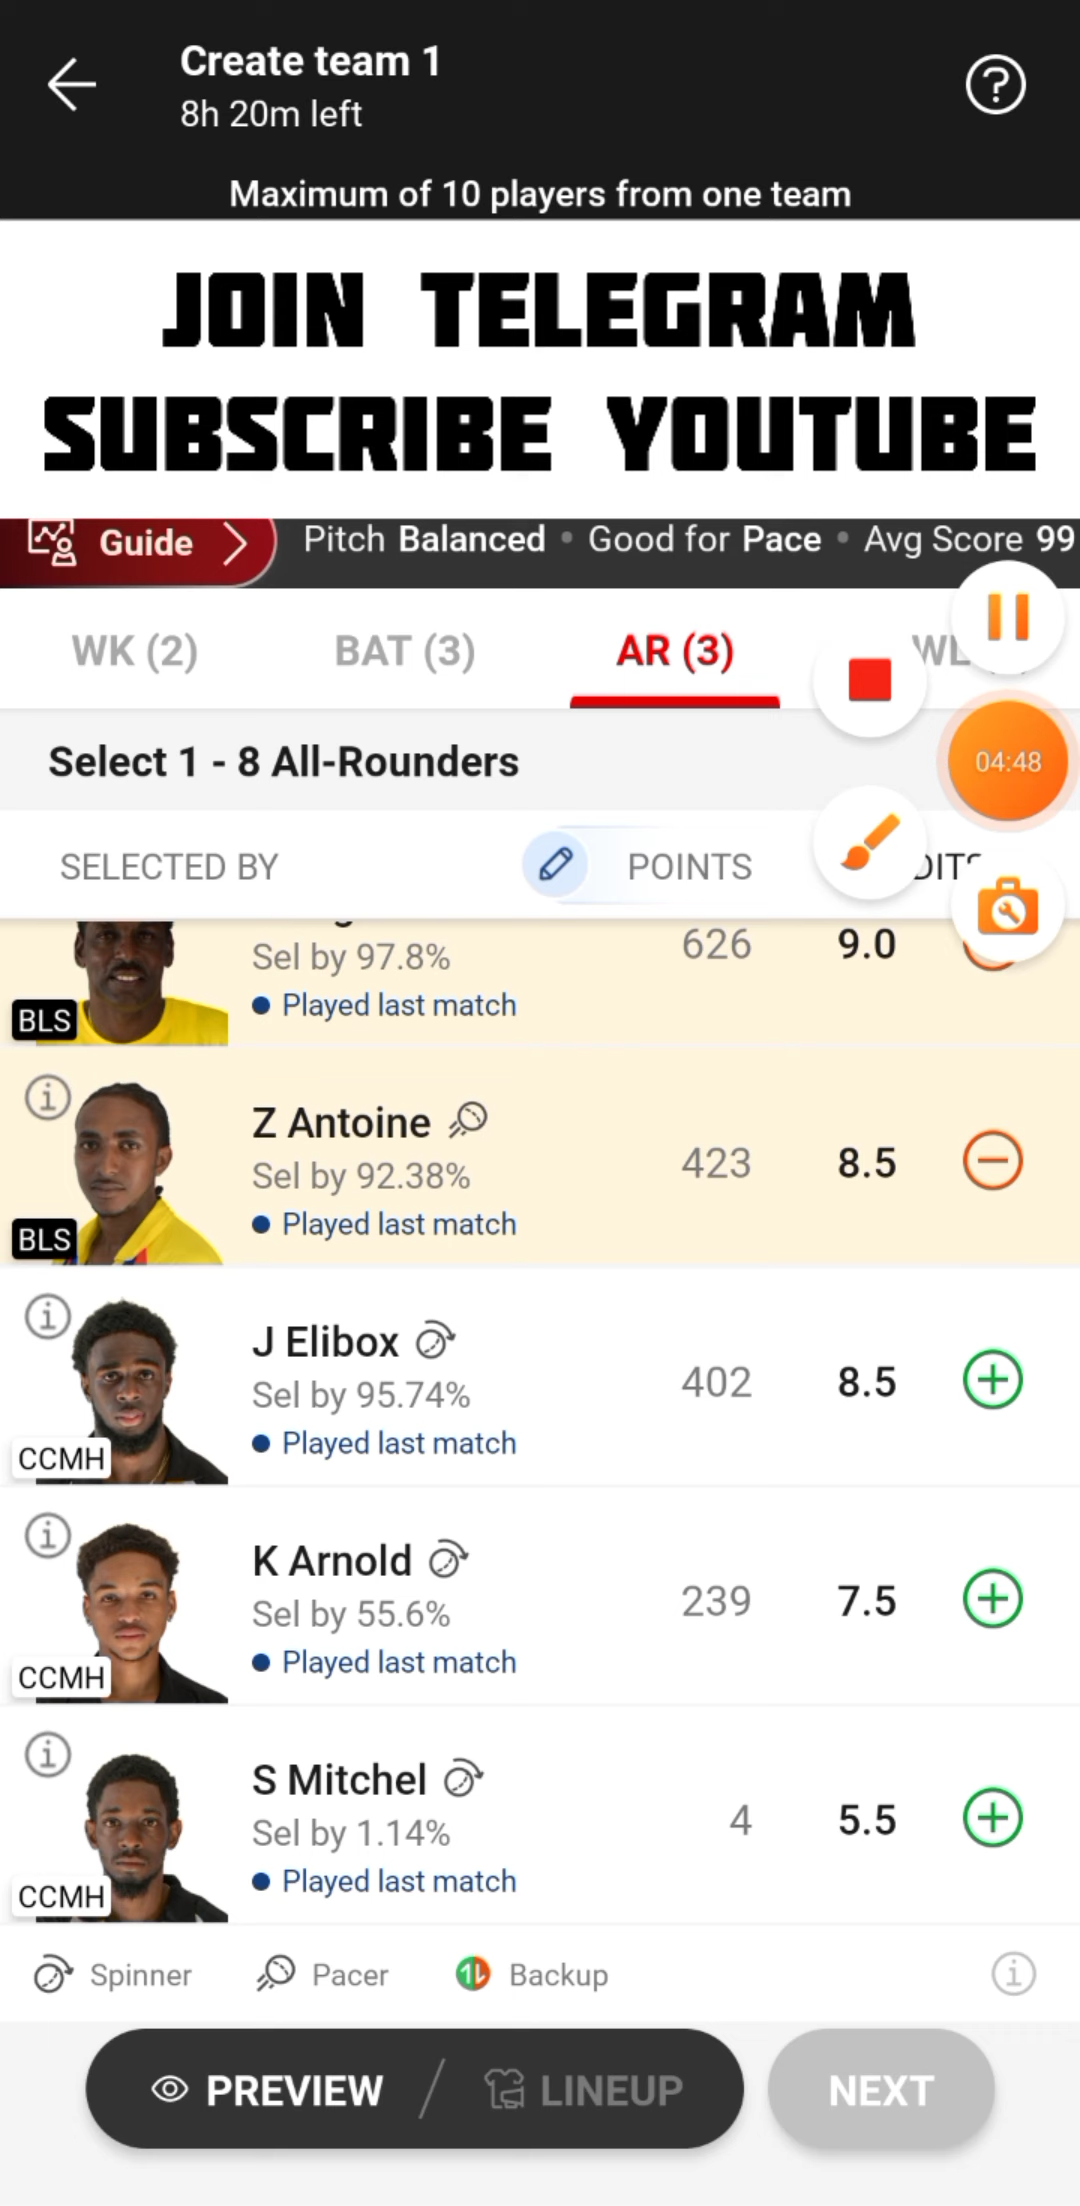 Create team 1
8h 20m left
Maximum of 10 players from one team
JOIN TELEGRAM
SUBSCRIBE YOUTUBE
Guide
Pitch Balanced • Good for Pace • Avg Score 99
WK (2) BAT (3) AR (3)
Select 1 - 8 All-Rounders
04:48
SELECTED BY POINTS
626 9.0
Sel by 97.8%
Played last match
BLS
Z Antoine
Sel by 92.38%
423 8.5
Played last match
BLS
J Elibox
Sel by 95.74%
402 8.5
Played last match
CCMH
K Arnold
Sel by 55.6%
239 7.5
Played last match
CCMH
S Mitchel
Sel by 1.14%
4 5.5
Played last match
CCMH
Spinner Pacer Backup
PREVIEW / LINEUP NEXT